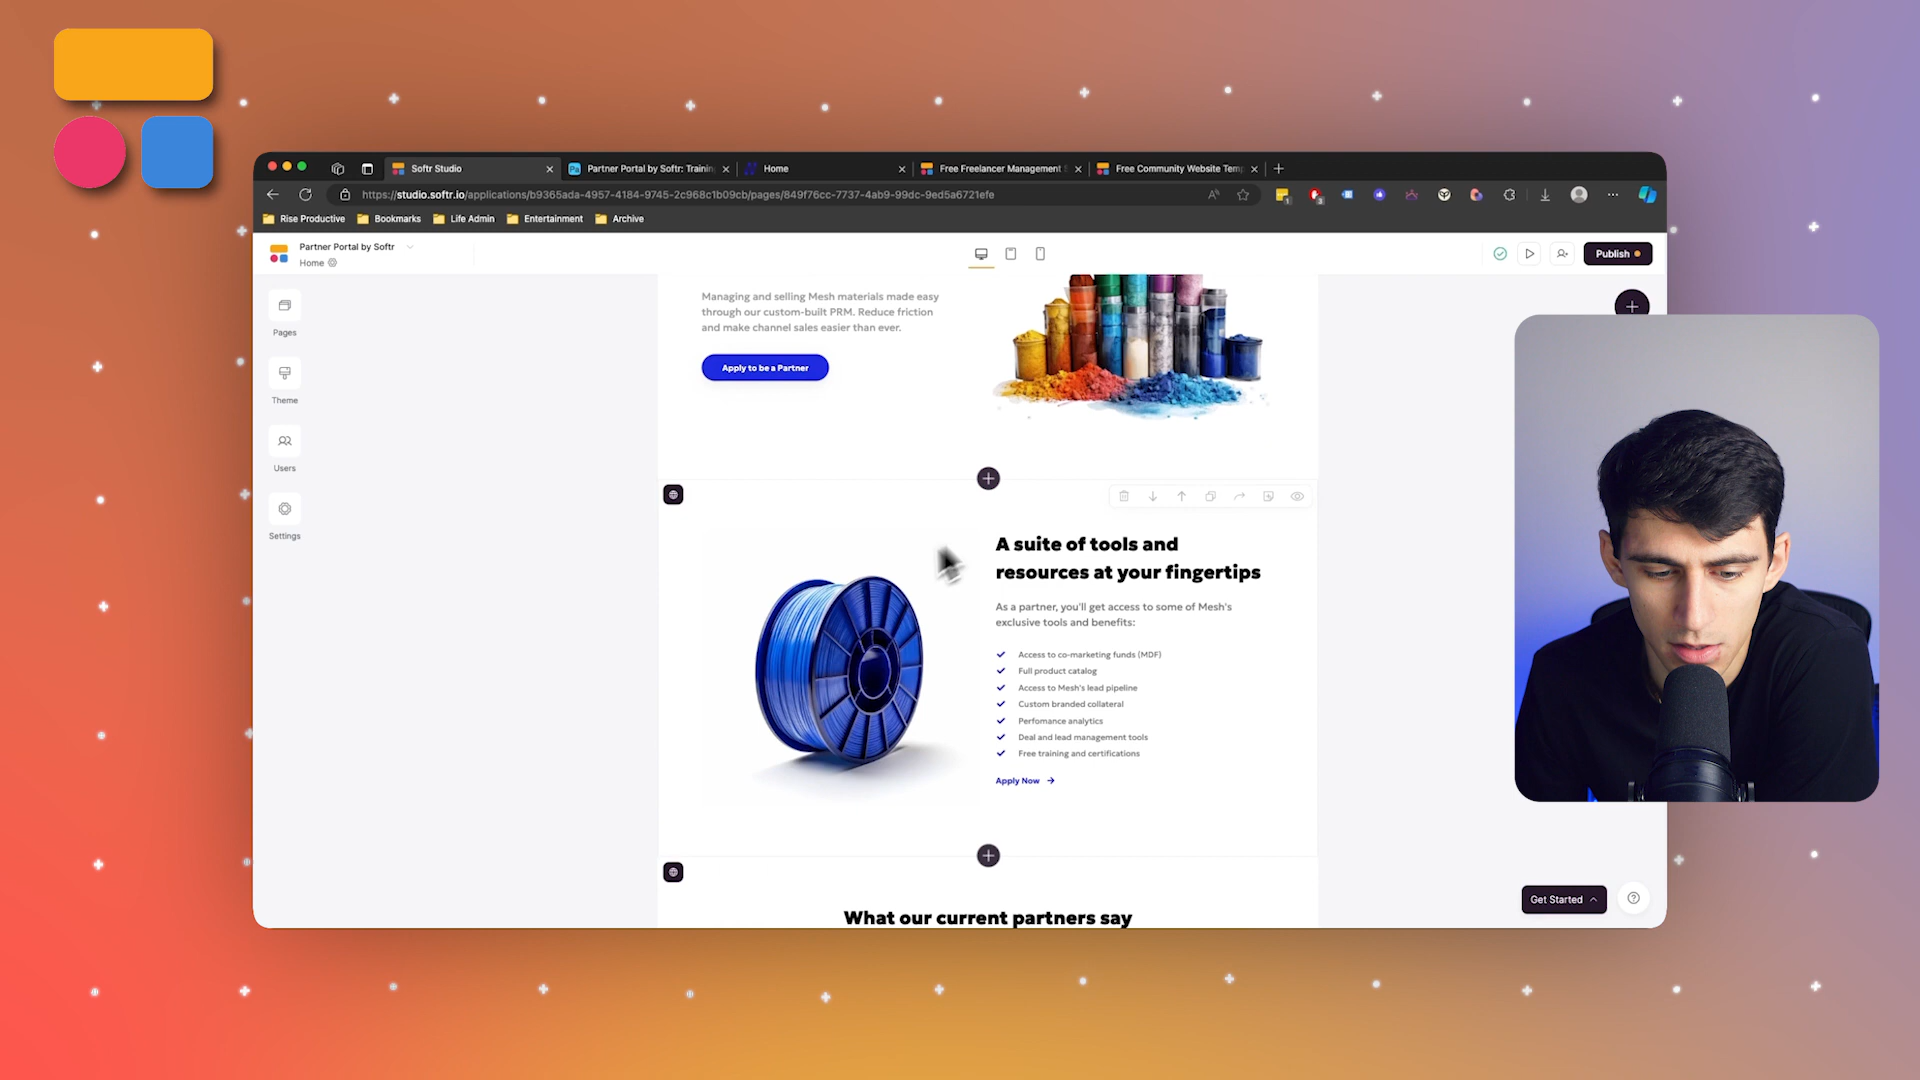 Softr Studio
Partner Portal by Softr: Trainin
Home
Free Freelancer Management
Free Community Website Tem
https://studio.softr.io/applications/b9365ada-4957-4184-9745-2c968c1b09cb/pages/849f76cc-7737-4ab9-99dc-9ed5a6721efe
Rise Productive
Bookmarks
Life Admin
Entertainment
Archive
Partner Portal by Softr
Home
Publish
Pages
Theme
Users
Settings
Managing and selling Mesh materials made easy
through our custom-built PRM. Reduce friction
and make channel sales easier than ever.
Apply to be a Partner
A suite of tools and
resources at your fingertips
As a partner, you'll get access to some of Mesh's
exclusive tools and benefits:
Access to co-marketing funds (MDF)
Full product catalog
Access to Mesh's lead pipeline
Custom branded collateral
Perfomance analytics
Deal and lead management tools
Free training and certifications
Apply Now
What our current partners say
Get Started